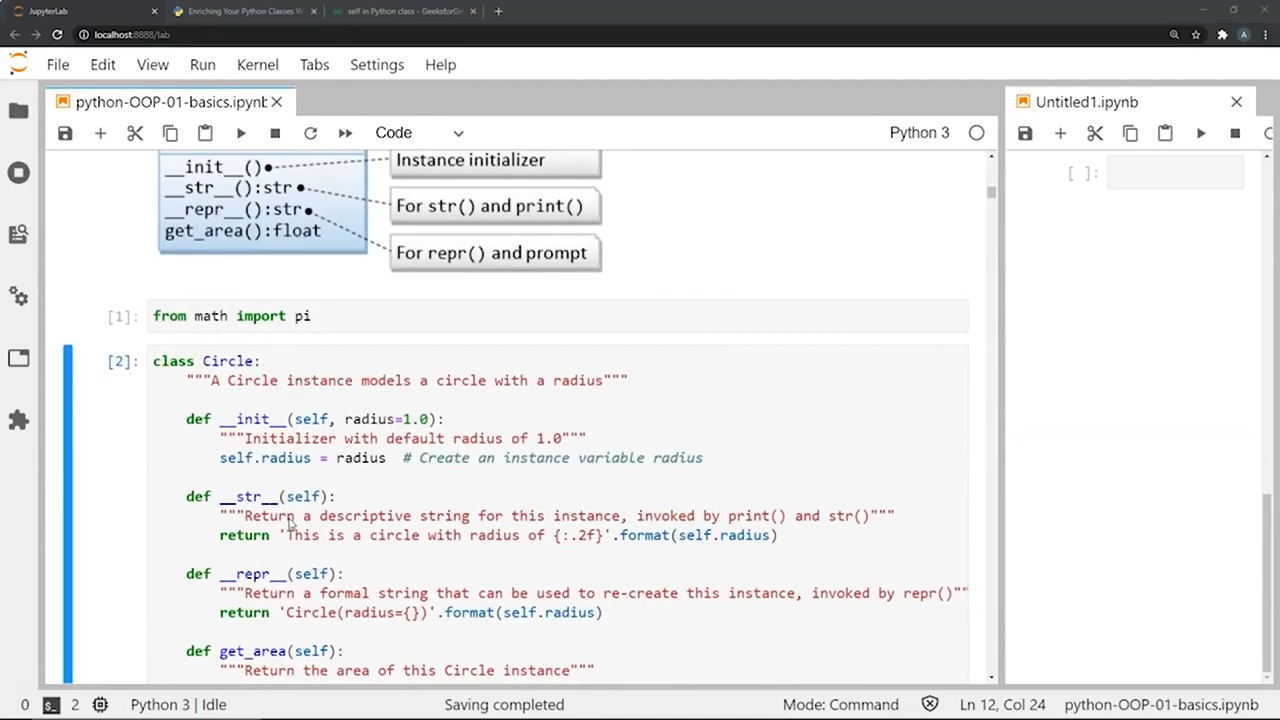 JupyterLab
Enriching Your Python Classes W
self in Python class - GeeksforGe
localhost:8888/lab
A
File Edit View Run Kernel Tabs Settings Help
python-OOP-01-basics.ipynb
Untitled1.ipynb
Code
Python 3
__init__()
Instance initializer
__str__():str
For str() and print()
__repr__():str
get_area():float
For repr() and prompt
[ ]:
[1]: from math import pi
[2]: class Circle:
"""A Circle instance models a circle with a radius"""
def __init__(self, radius=1.0):
"""Initializer with default radius of 1.0"""
self.radius = radius # Create an instance variable radius
def __str__(self):
"""Return a descriptive string for this instance, invoked by print() and str()"""
return 'This is a circle with radius of {:.2f}'.format(self.radius)
def __repr__(self):
"""Return a formal string that can be used to re-create this instance, invoked by repr()""
return 'Circle(radius={})'.format(self.radius)
def get_area(self):
"""Return the area of this Circle instance"""
0 2 Python 3 | Idle Saving completed Mode: Command Ln 12, Col 24 python-OOP-01-basics.ipynb